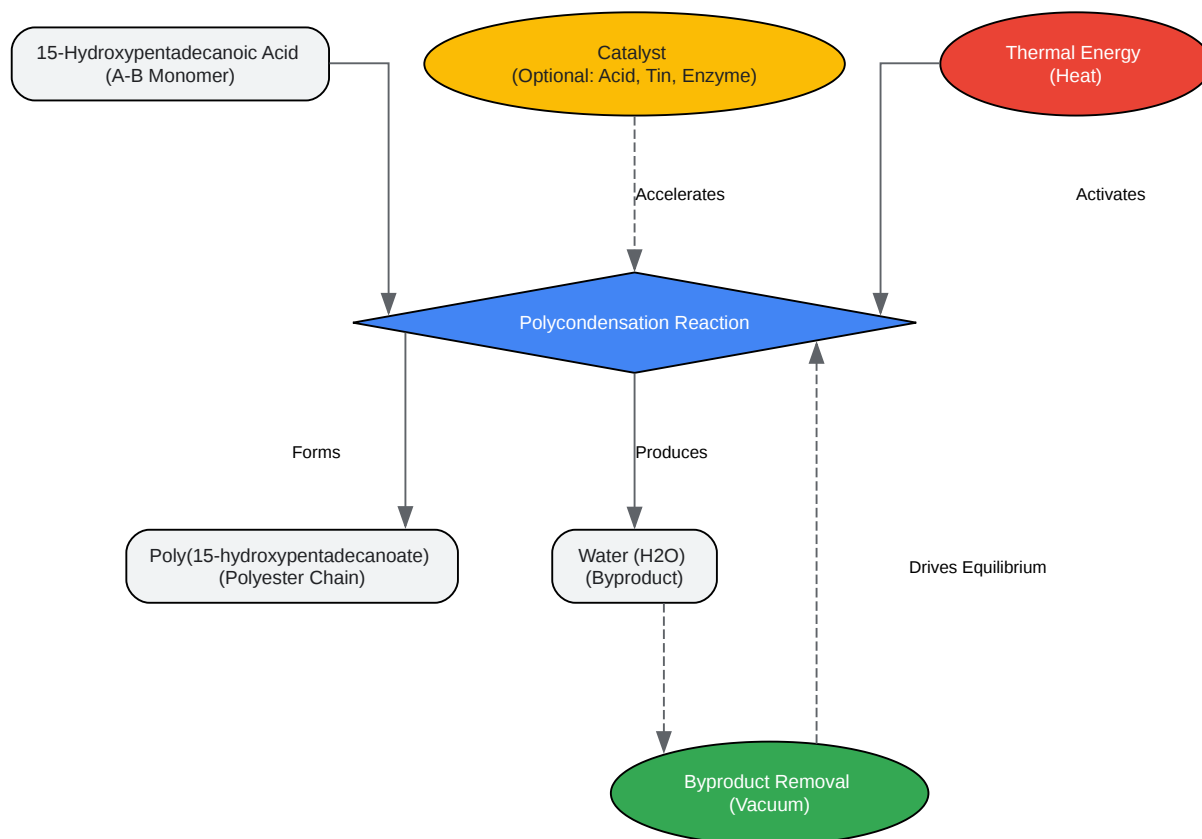 15-Hydroxypentadecanoic Acid
(A-B Monomer)
Catalyst
(Optional: Acid, Tin, Enzyme)
Thermal Energy
(Heat)
Accelerates
Activates
Polycondensation Reaction
Forms
Produces
Poly(15-hydroxypentadecanoate)
(Polyester Chain)
Water (H2O)
(Byproduct)
Drives Equilibrium
Byproduct Removal
(Vacuum)